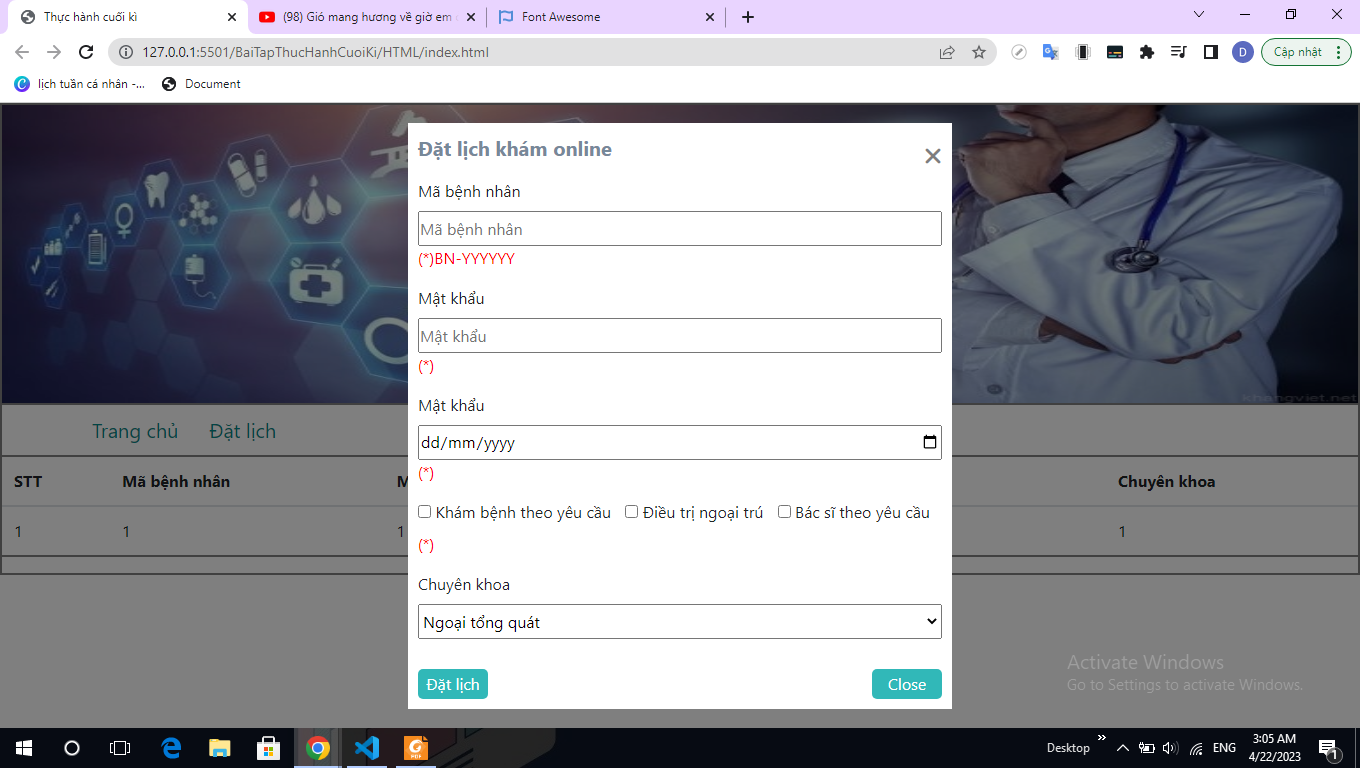 Thực hành cuối kì
(98) Gió mang hương về giờ em
Font Awesome
127.0.0.1:5501/BaiTapThucHanhCuoiKi/HTML/index.html
D
Cập nhật
lịch tuần cá nhân -...
Document
Đặt lịch khám online
Mã bệnh nhân
Mã bệnh nhân
(*)BN-YYYYYY
Mật khẩu
Mật khẩu
(*)
Mật khẩu
dd/mm/yyyy
(*)
Khám bệnh theo yêu cầu Điều trị ngoại trú Bác sĩ theo yêu cầu
(*)
Chuyên khoa
Ngoại tổng quát
Đặt lịch Close
khangviet.net
Trang chủ Đặt lịch
STT Mã bệnh nhân M Chuyên khoa
1 1 1 1
Activate Windows
Go to Settings to activate Windows.
Desktop
ENG
3:05 AM
4/22/2023
1